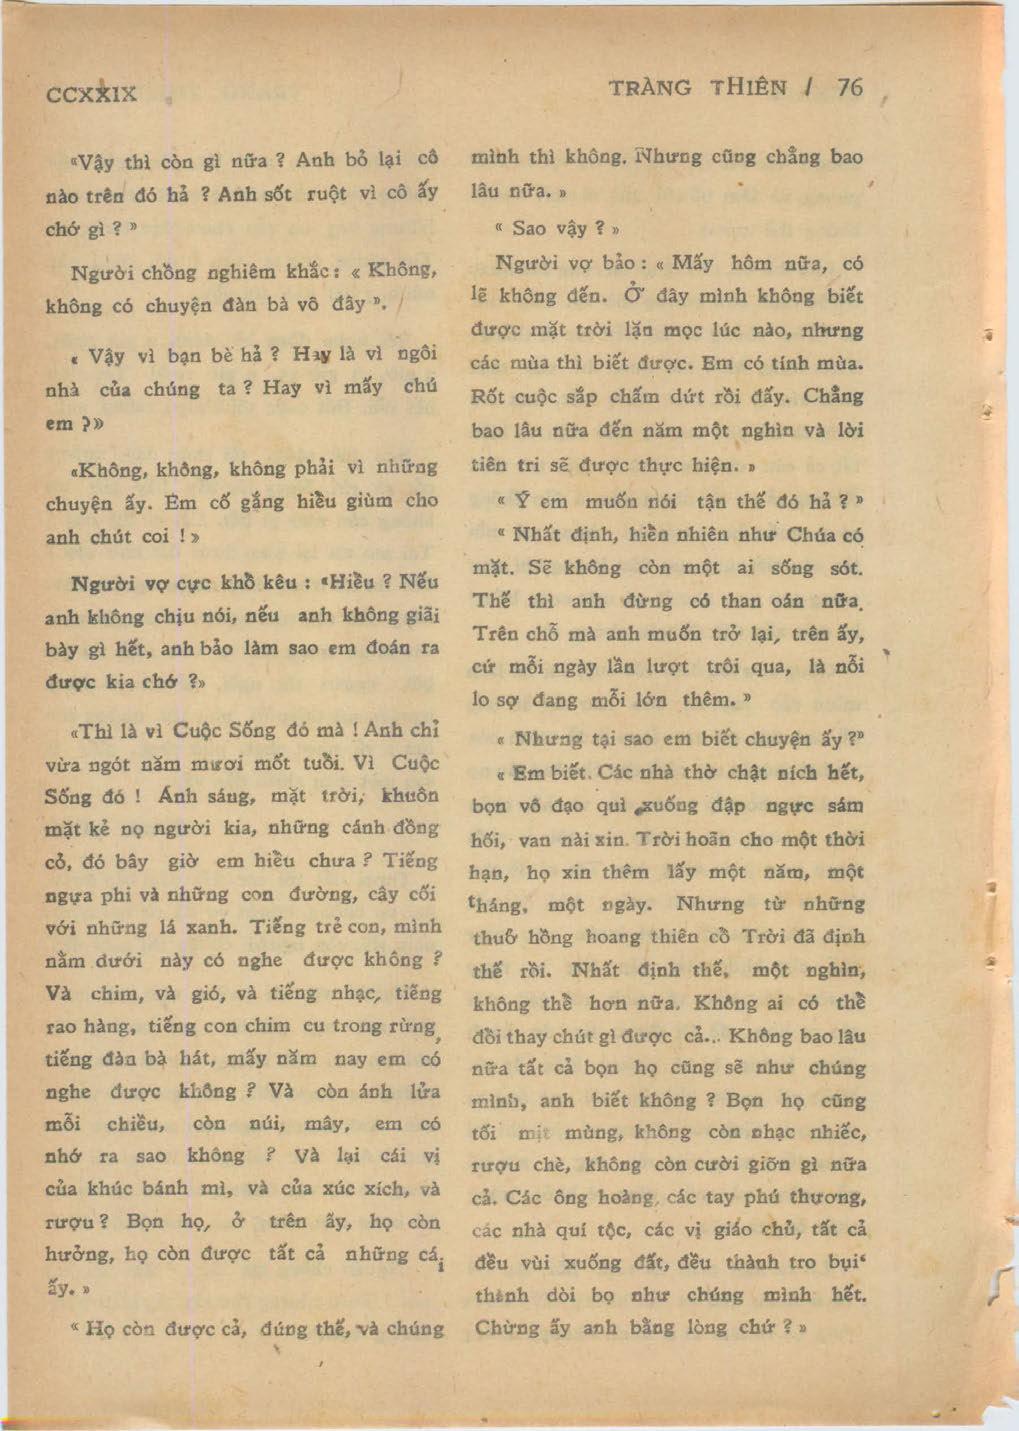 CCXXIX
TRÀNG THIÊN / 76
«Vậy thì còn gì nữa ? Anh bỏ lại cô
nào trên đó hả ? Anh sốt ruột vì cô ấy
chớ gì ? »
Người chồng nghiêm khắc : « Không,
không có chuyện đàn bà vô đây ».
« Vậy vì bạn bè hả ? Hay là vì ngôi
nhà của chúng ta ? Hay vì mấy chú
em ?»
«Không, không, không phải vì những
chuyện ấy. Em cố gắng hiểu giùm cho
anh chút coi ! »
Người vợ cực khổ kêu : «Hiểu ? Nếu
anh không chịu nói, nếu anh không giãi
bày gì hết, anh bảo làm sao em đoán ra
được kia chớ ?»
«Thì là vì Cuộc Sống đó mà ! Anh chỉ
vừa ngót năm mươi mốt tuổi. Vì Cuộc
Sống đó ! Ánh sáng, mặt trời, khuôn
mặt kẻ nọ người kia, những cánh đồng
cỏ, đó bây giờ em hiểu chưa ? Tiếng
ngựa phi và những con đường, cây cối
với những lá xanh. Tiếng trẻ con, mình
nằm dưới này có nghe được không ?
Và chim, và gió, và tiếng nhạc, tiếng
rao hàng, tiếng con chim cu trong rừng,
tiếng đàn bà hát, mấy năm nay em có
nghe được không ? Và còn ánh lửa
mỗi chiều, còn núi, mây, em có
nhớ ra sao không ? Và lại cái vị
của khúc bánh mì, và của xúc xích, và
rượu ? Bọn họ, ở trên ấy, họ còn
hưởng, họ còn được tất cả những cái
ấy. »
« Họ còn được cả, đúng thế, và chúng
mình thì không. Nhưng cũng chẳng bao
lâu nữa. »
« Sao vậy ? »
Người vợ bảo : « Mấy hôm nữa, có
lẽ không đến. Ở đây mình không biết
được mặt trời lặn mọc lúc nào, nhưng
các mùa thì biết được. Em có tính mùa.
Rốt cuộc sắp chấm dứt rồi đấy. Chẳng
bao lâu nữa đến năm một nghìn và lời
tiên tri sẽ được thực hiện. »
« Ý em muốn nói tận thế đó hả ? »
« Nhất định, hiển nhiên như Chúa có
mặt. Sẽ không còn một ai sống sót.
Thế thì anh đừng có than oán nữa.
Trên chỗ mà anh muốn trở lại, trên ấy,
cứ mỗi ngày lần lượt trôi qua, là nỗi
lo sợ đang mỗi lớn thêm. »
« Nhưng tại sao em biết chuyện ấy ?»
« Em biết. Các nhà thờ chật ních hết,
bọn vô đạo quì xuống đập ngực sám
hối, van nài xin. Trời hoãn cho một thời
hạn, họ xin thêm lấy một năm, một
tháng, một ngày. Nhưng từ những
thuở hồng hoang thiên cổ Trời đã định
thế rồi. Nhất định thế, một nghìn,
không thể hơn nữa. Không ai có thể
đổi thay chút gì được cả... Không bao lâu
nữa tất cả bọn họ cũng sẽ như chúng
mình, anh biết không ? Bọn họ cũng
tối mịt mùng, không còn nhạc nhiếc,
rượu chè, không còn cười giỡn gì nữa
cả. Các ông hoàng, các tay phú thương,
các nhà quí tộc, các vị giáo chủ, tất cả
đều vùi xuống đất, đều thành tro bụi‘
thành dòi bọ như chúng mình hết.
Chừng ấy anh bằng lòng chứ ? »